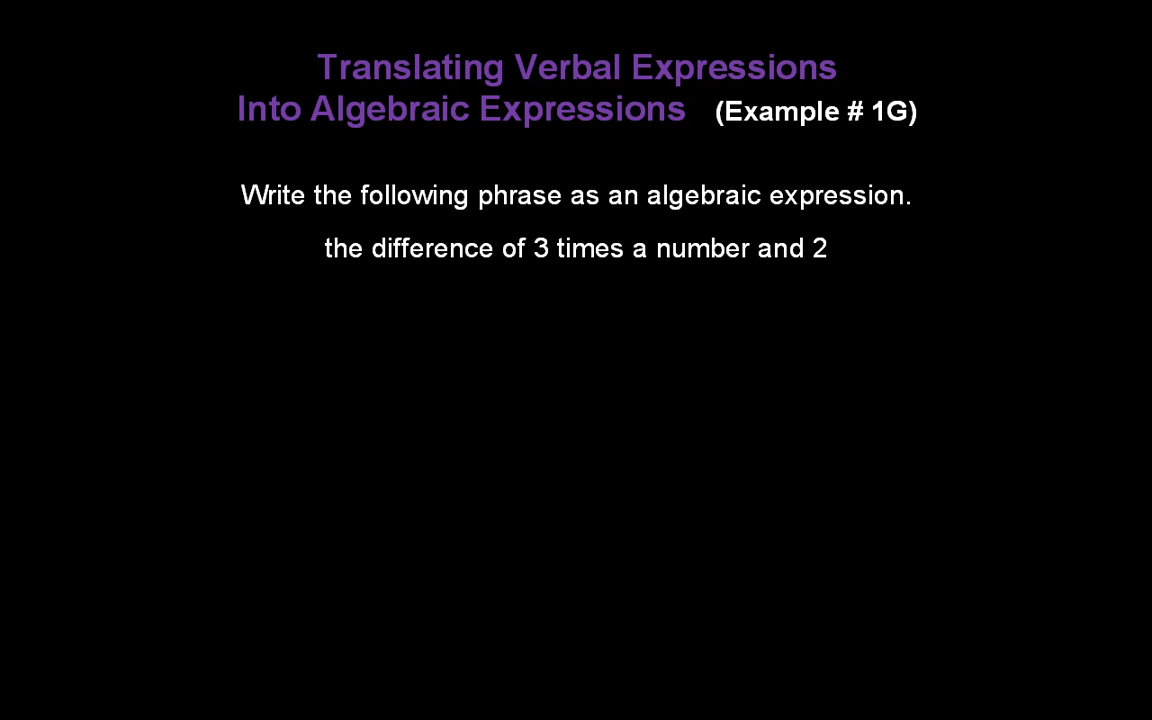 Translating Verbal Expressions
Into Algebraic Expressions (Example # 1G)
Write the following phrase as an algebraic expression.
the difference of 3 times a number and 2